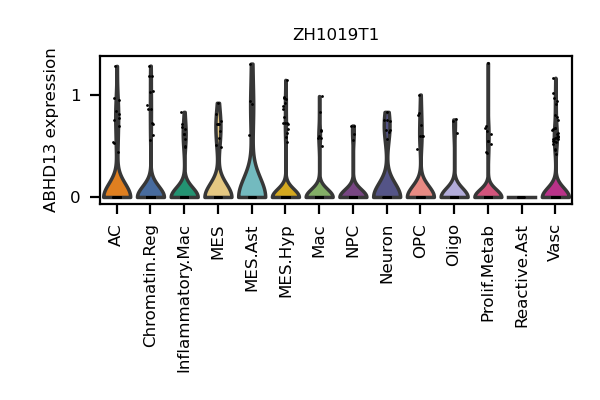 ZH1019T1
ABHD13 expression
1
0
AC
Chromatin.Reg
Inflammatory.Mac
MES
MES.Ast
MES.Hyp
Mac
NPC
Neuron
OPC
Oligo
Prolif.Metab
Reactive.Ast
Vasc